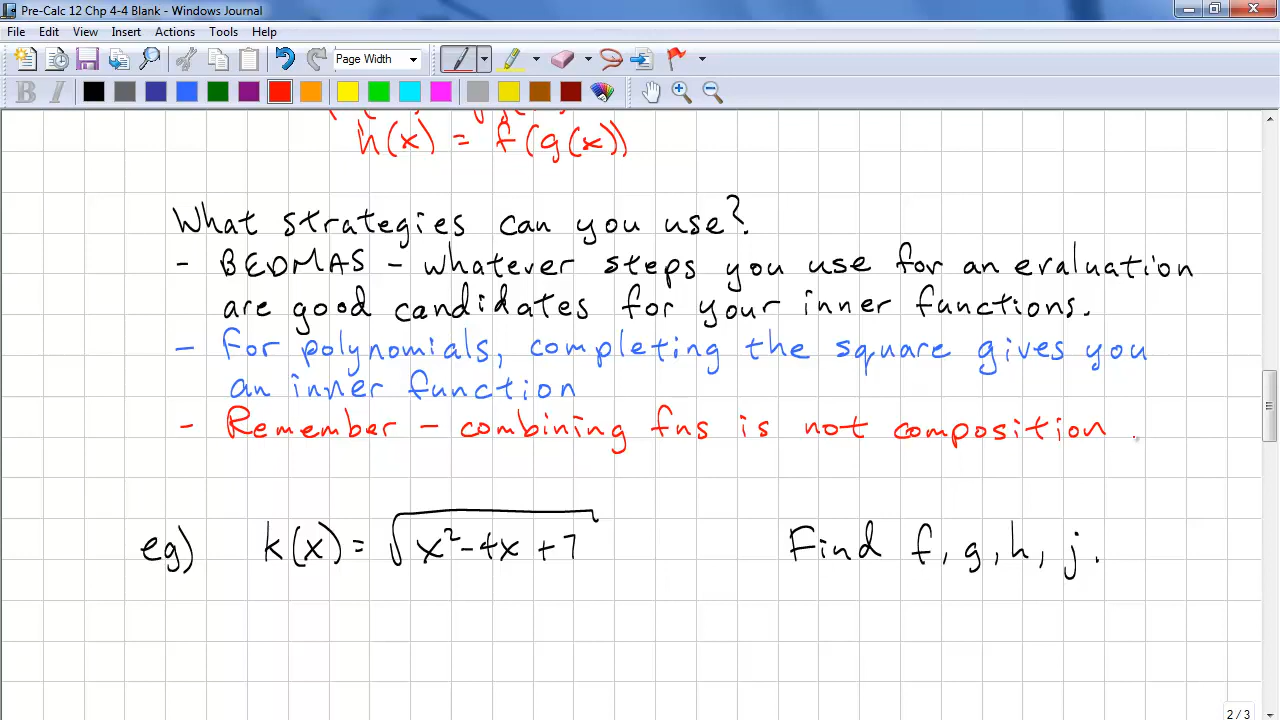 Pre-Calc 12 Chp 4-4 Blank - Windows Journal
File Edit View Insert Actions Tools Help
Page Width
B I
h(x) = f(g(x))
What strategies can you use?
- BEDMAS - whatever steps you use for an evaluation
are good candidates for your inner functions.
- For polynomials, completing the square gives you
an inner function
- Remember - combining fns is not composition.
eg) k(x) = √(x²-4x+7) Find f, g, h, j.
2/3